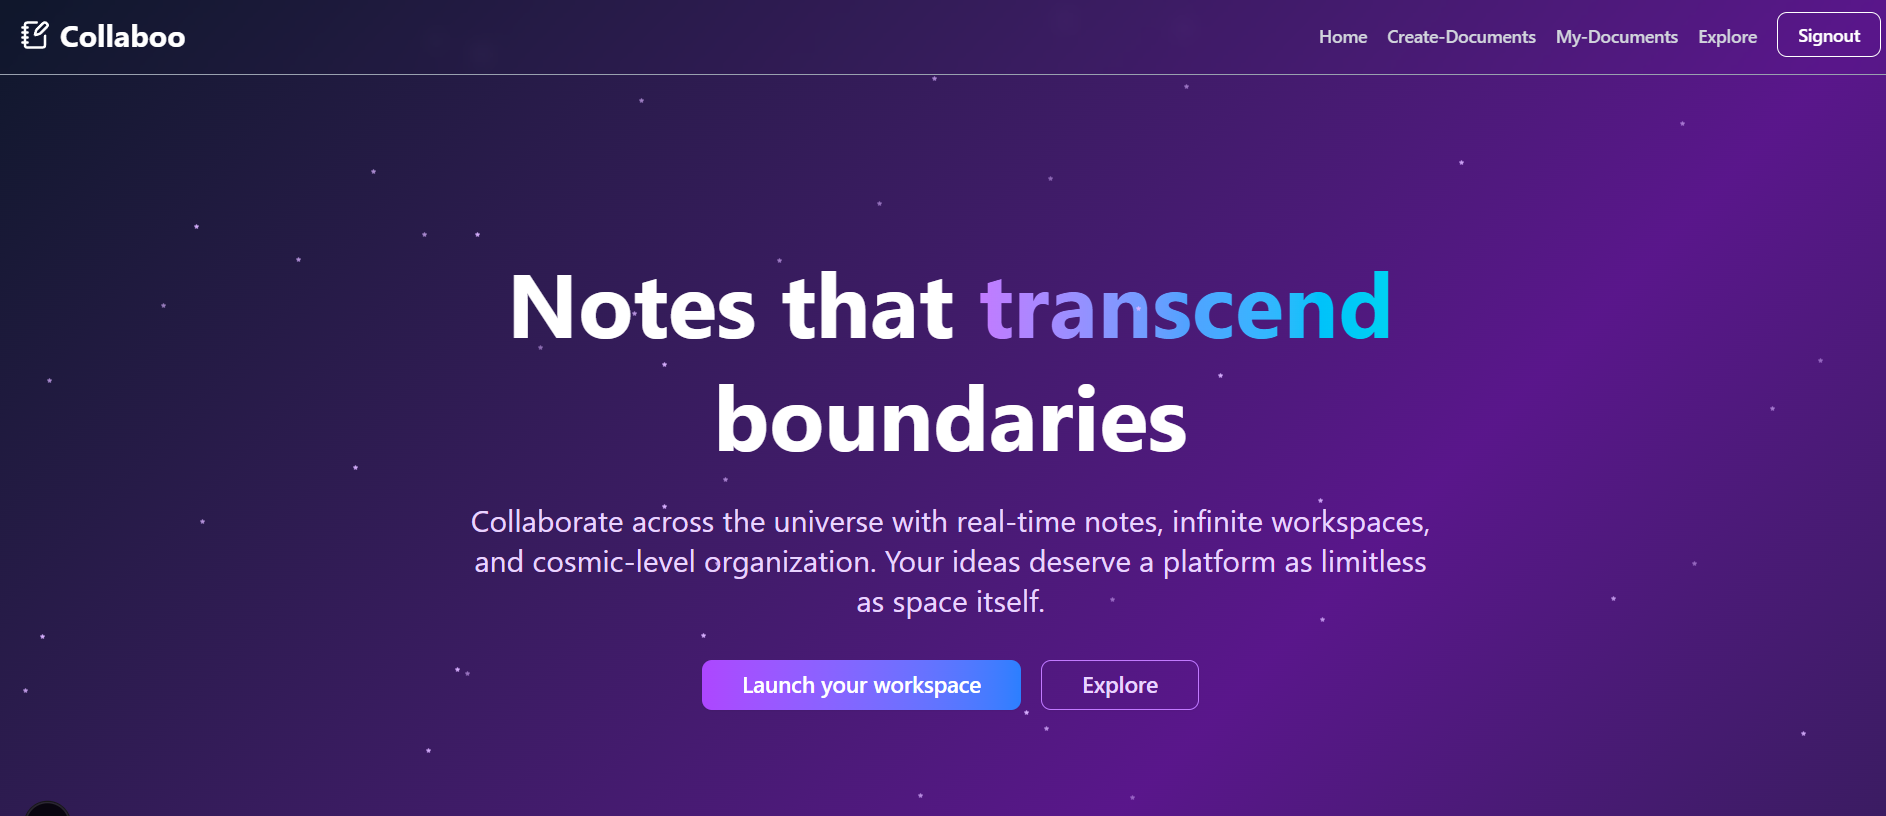 Collaboo
Home Create-Documents My-Documents Explore Signout
Notes that transcend
boundaries
Collaborate across the universe with real-time notes, infinite workspaces,
and cosmic-level organization. Your ideas deserve a platform as limitless
as space itself.
Launch your workspace Explore